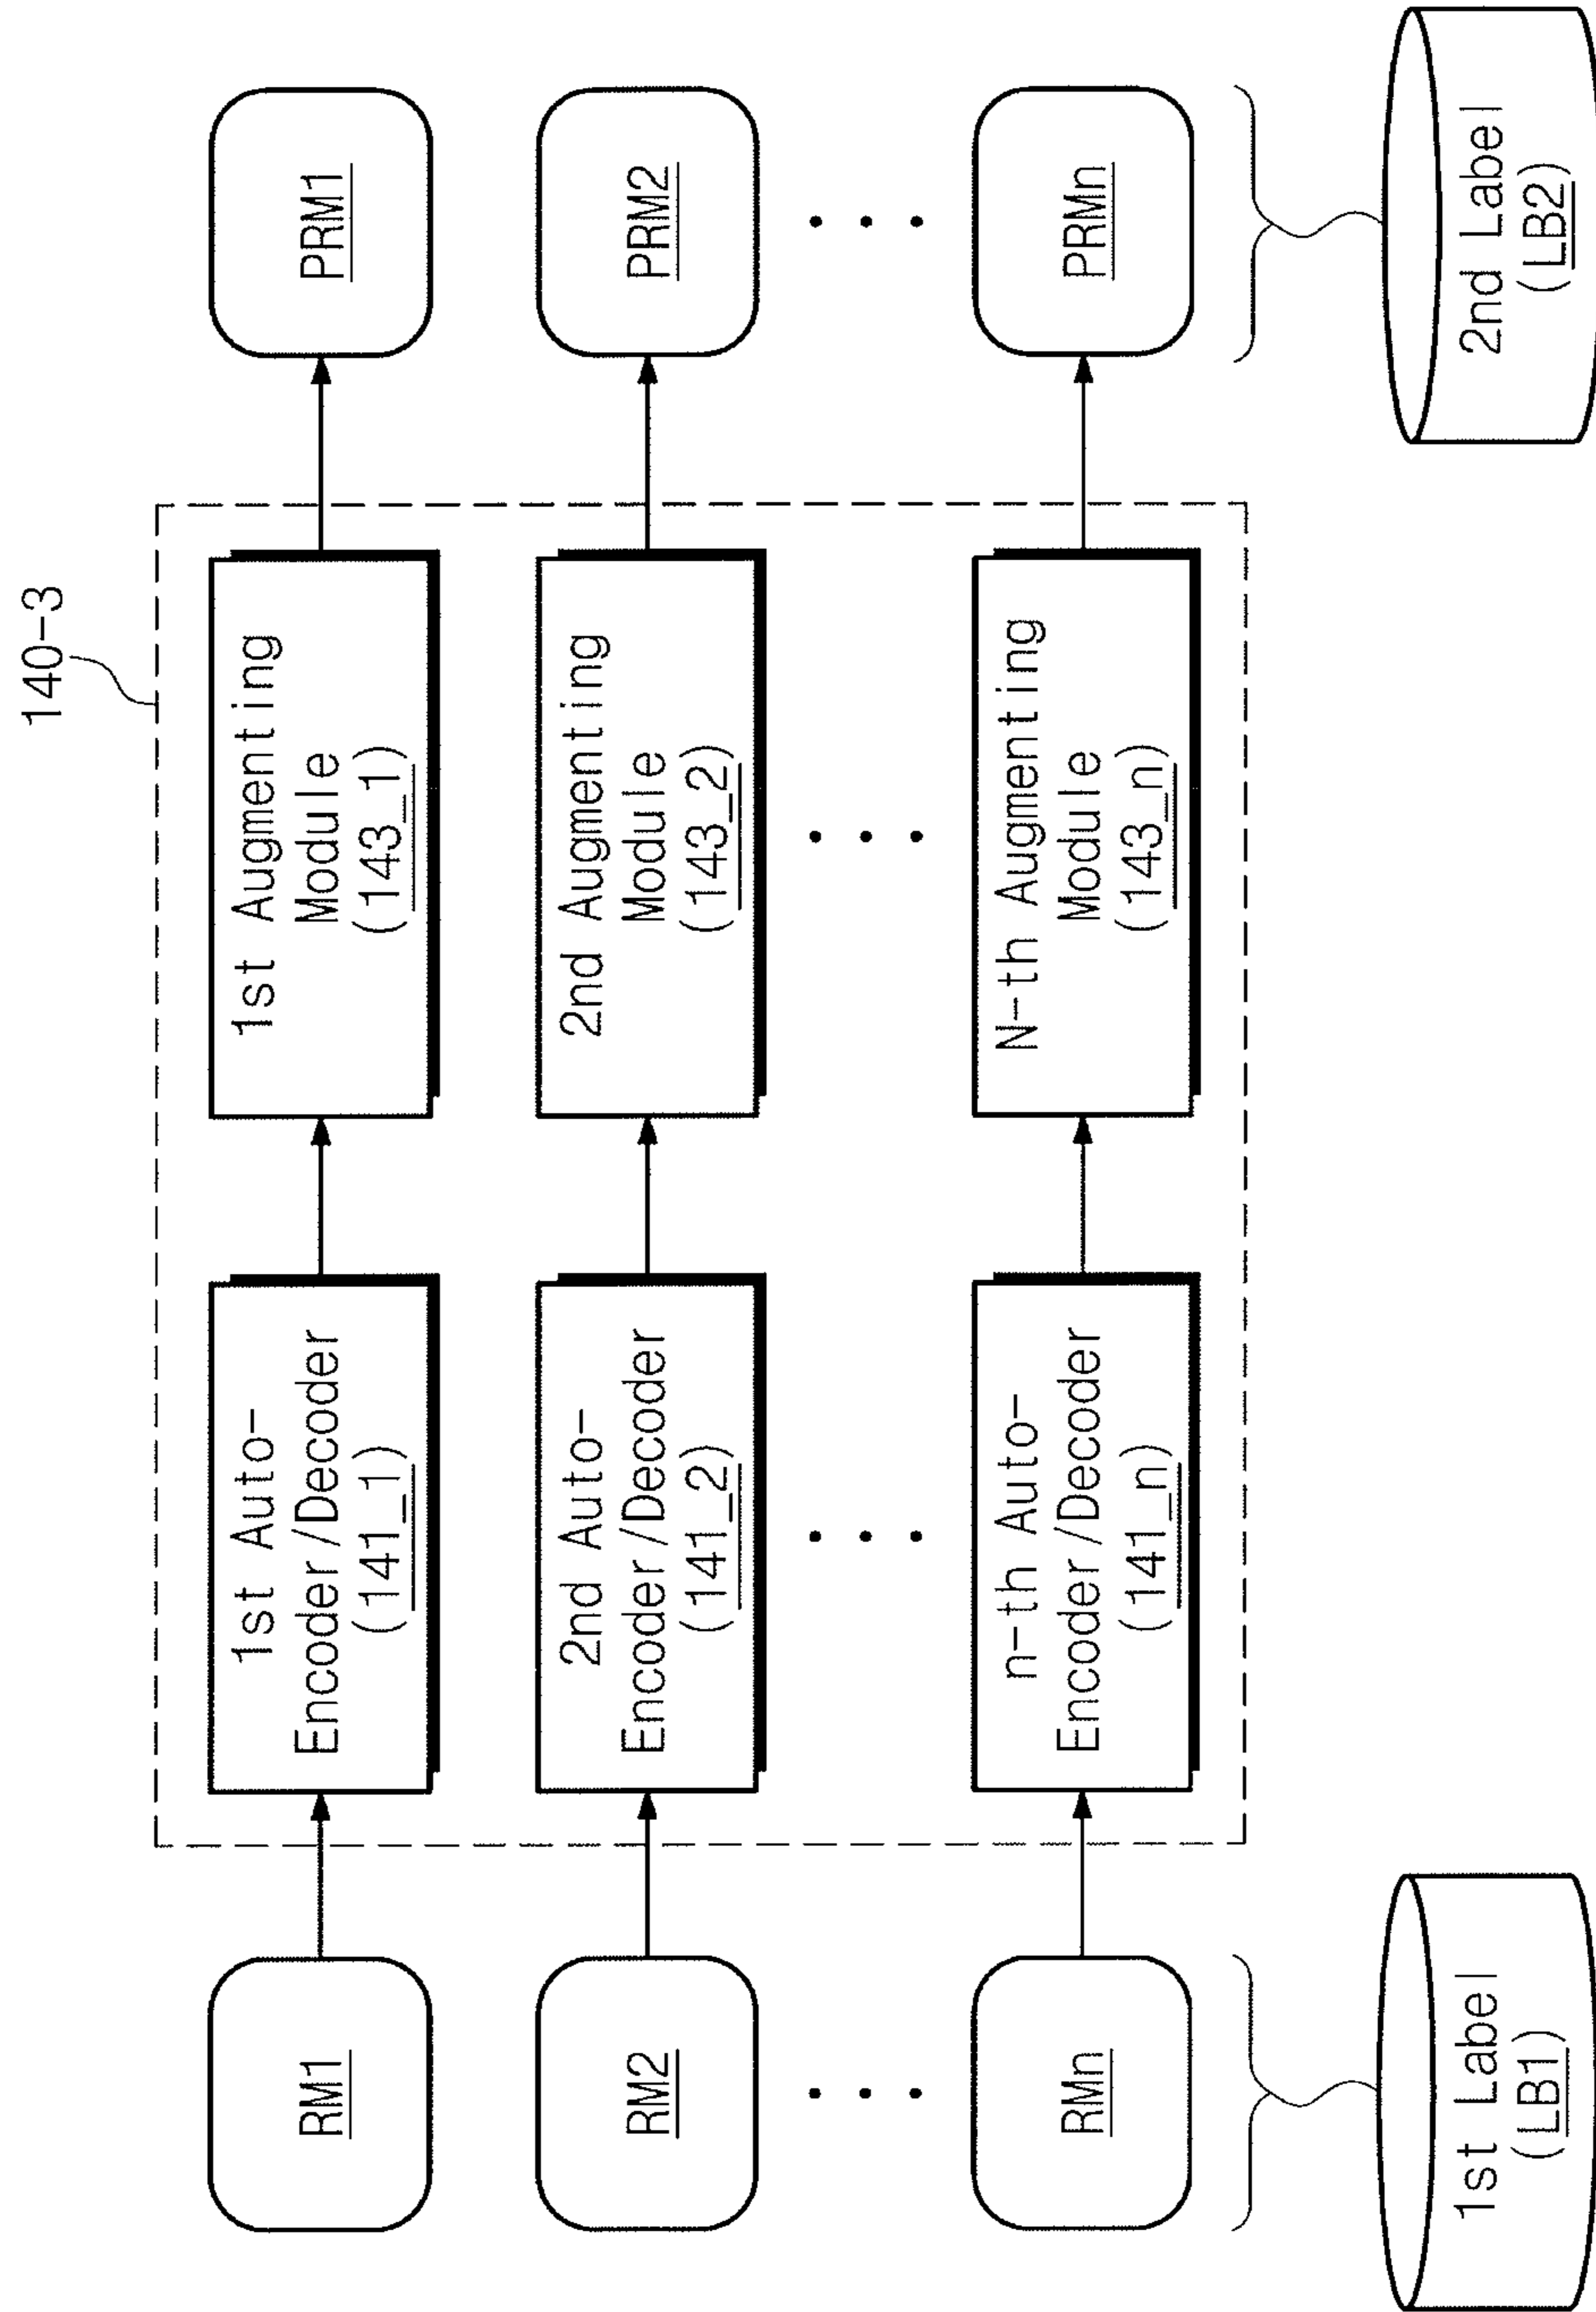 140-3
RM1
1st Auto-
Encoder/Decoder
(141_1)
1st Augmenting
Module
(143_1)
PRM1
RM2
2nd Auto-
Encoder/Decoder
(141_2)
2nd Augmenting
Module
(143_2)
PRM2
RMn
n-th Auto-
Encoder/Decoder
(141_n)
N-th Augmenting
Module
(143_n)
PRMn
1st Label
(LB1)
2nd Label
(LB2)